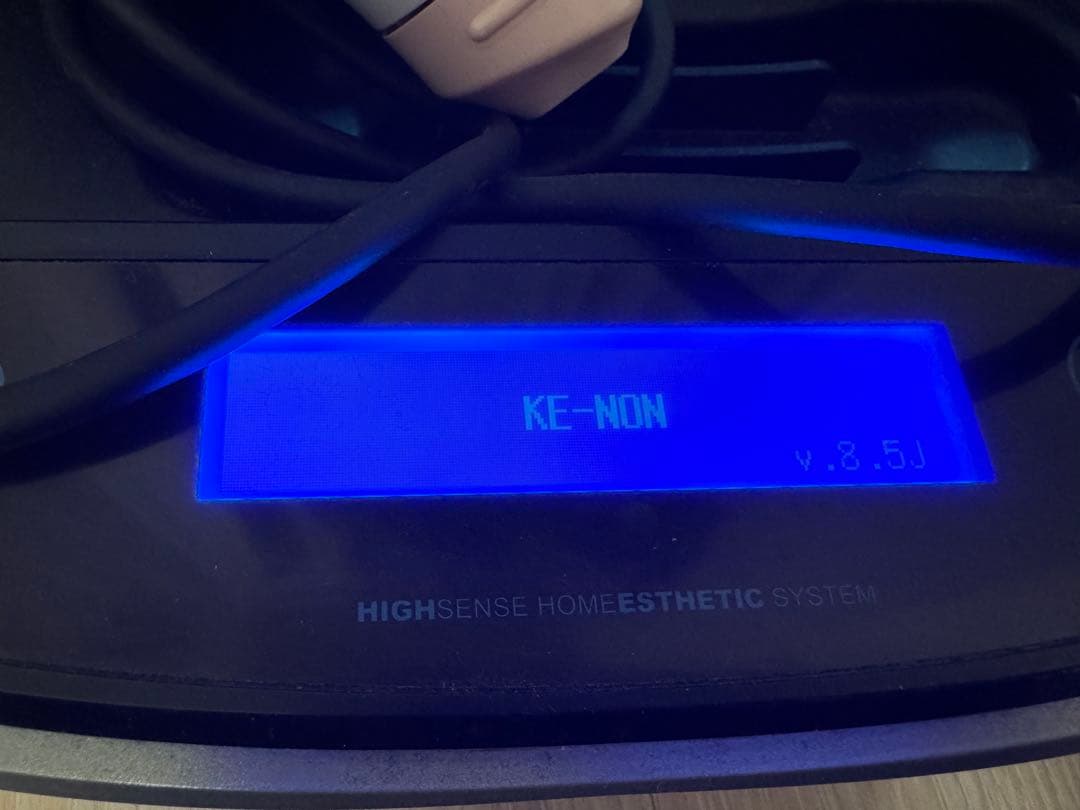 KE-NON
v.8.5J
HIGHSENSE HOMEESTHETIC SYSTEM